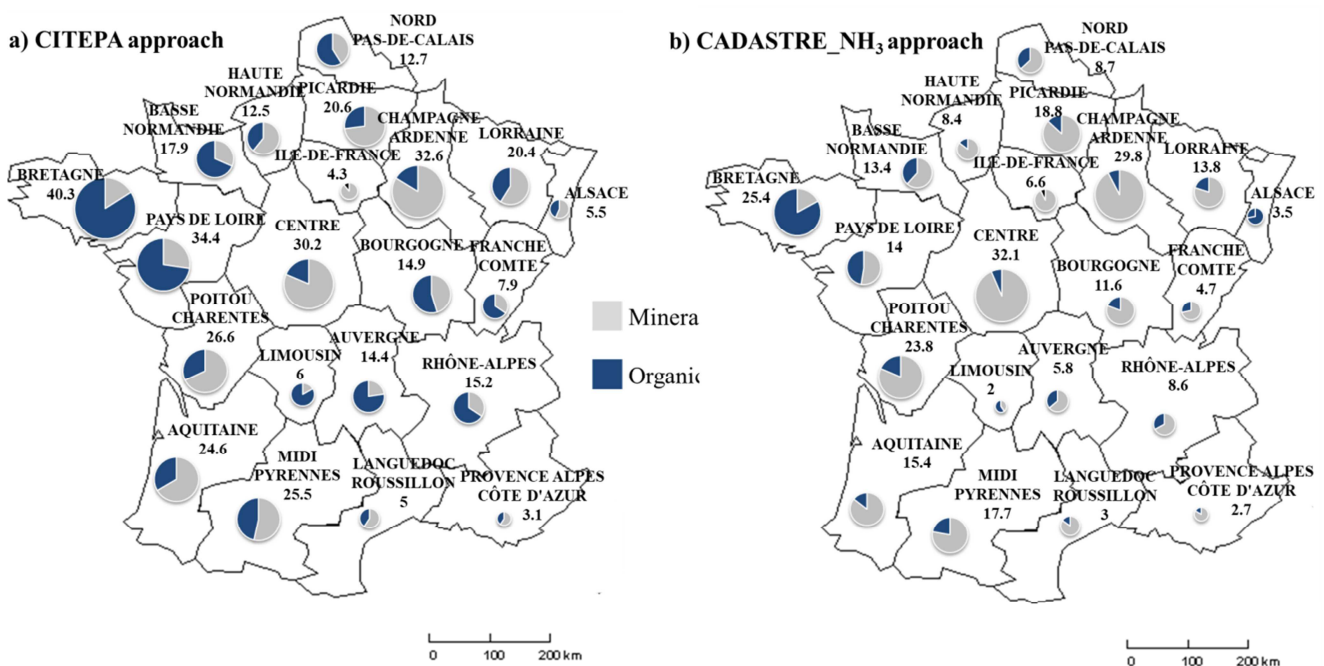 a) CITEPA approach
NORD
PAS-DE-CALAIS
12.7
HAUTE
NORMANDIE
12.5
PICARDIE
20.6
BASSE
NORMANDIE
17.9
CHAMPAGNE
ARDENNE
32.6
LORRAINE
20.4
ILE-DE-FRANCE
4.3
BRETAGNE
40.3
ALSACE
5.5
PAYS DE LOIRE
34.4
CENTRE
30.2
BOURGOGNE
14.9
FRANCHE
COMTE
7.9
POITOU
CHARENTES
26.6
LIMOUSIN
6
AUVERGNE
14.4
RHÔNE-ALPES
15.2
AQUITAINE
24.6
MIDI
PYRENNES
25.5
LANGUEDOC
ROUSSILLON
5
PROVENCE ALPES
CÔTE D'AZUR
3.1
0 100 200 km
Minera
Organic
b) CADASTRE_NH3 approach
NORD
PAS-DE-CALAIS
8.7
HAUTE
NORMANDIE
8.4
PICARDIE
18.8
BASSE
NORMANDIE
13.4
CHAMPAGNE
ARDENNE
29.8
LORRAINE
13.8
ILE-DE-FRANCE
6.6
BRETAGNE
25.4
ALSACE
3.5
PAYS DE LOIRE
14
CENTRE
32.1
BOURGOGNE
11.6
FRANCHE
COMTE
4.7
POITOU
CHARENTES
23.8
LIMOUSIN
2
AUVERGNE
5.8
RHÔNE-ALPES
8.6
AQUITAINE
15.4
MIDI
PYRENNES
17.7
LANGUEDOC
ROUSSILLON
3
PROVENCE ALPES
CÔTE D'AZUR
2.7
0 100 200 km